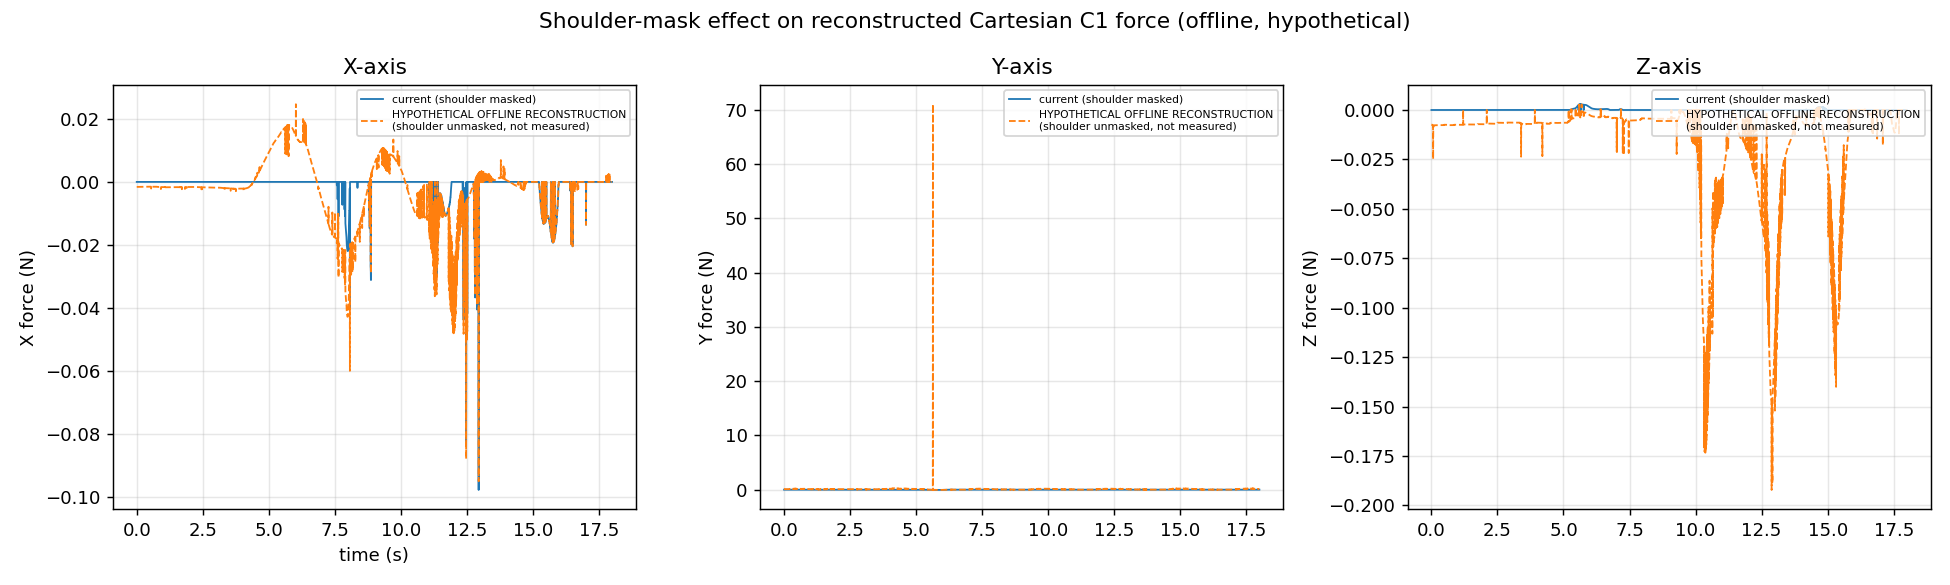 Shoulder-mask effect on reconstructed Cartesian C1 force (offline, hypothetical)
X-axis
current (shoulder masked)
HYPOTHETICAL OFFLINE RECONSTRUCTION
(shoulder unmasked, not measured)
0.02
0.00
−0.02
−0.04
−0.06
−0.08
−0.10
X force (N)
0.0 2.5 5.0 7.5 10.0 12.5 15.0 17.5
time (s)
Y-axis
current (shoulder masked)
HYPOTHETICAL OFFLINE RECONSTRUCTION
(shoulder unmasked, not measured)
70
60
50
40
30
20
10
0
Y force (N)
0.0 2.5 5.0 7.5 10.0 12.5 15.0 17.5
Z-axis
current (shoulder masked)
HYPOTHETICAL OFFLINE RECONSTRUCTION
(shoulder unmasked, not measured)
0.000
−0.025
−0.050
−0.075
−0.100
−0.125
−0.150
−0.175
−0.200
Z force (N)
0.0 2.5 5.0 7.5 10.0 12.5 15.0 17.5